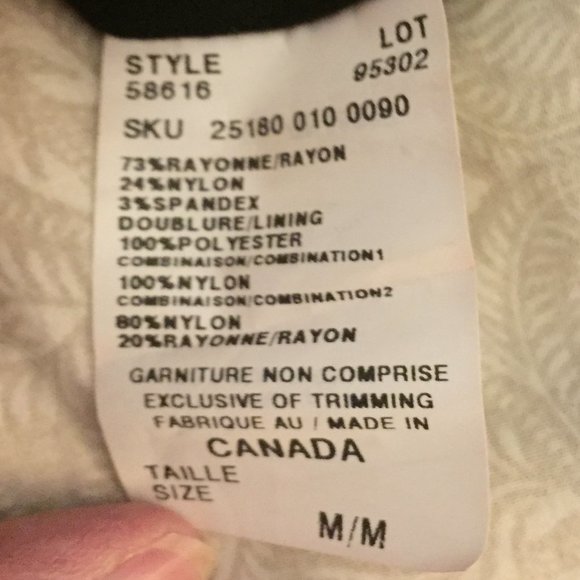 STYLE LOT
58616 95302
SKU 25180 010 0090
73%RAYONNE/RAYON
24%NYLON
3%SPANDEX
DOUBLURE/LINING
100%POLYESTER
COMBINAISON/COMBINATION1
100%NYLON
COMBINAISON/COMBINATION2
80%NYLON
20%RAYONNE/RAYON
GARNITURE NON COMPRISE
EXCLUSIVE OF TRIMMING
FABRIQUE AU / MADE IN
CANADA
TAILLE
SIZE
M/M